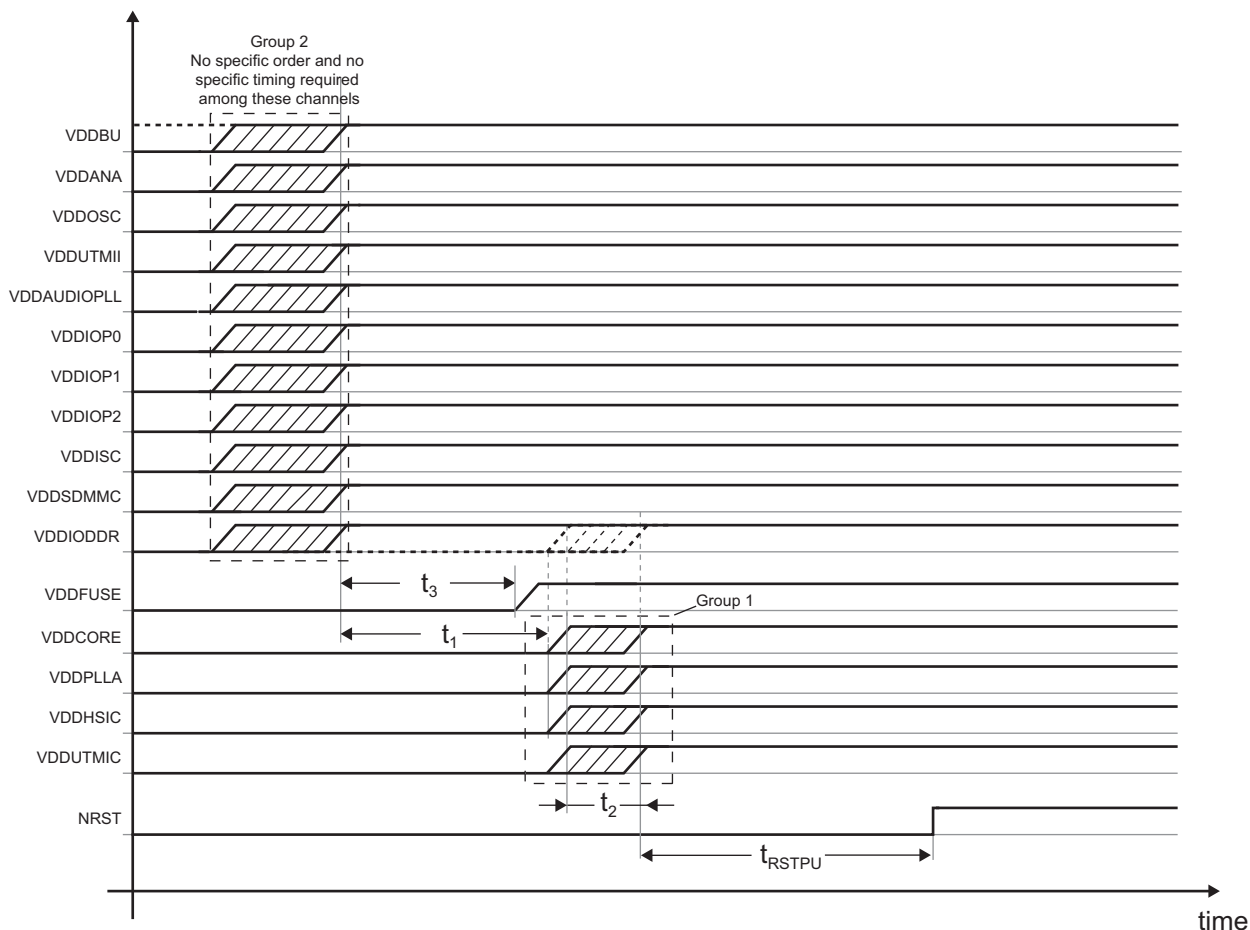 Group 2
No specific order and no
specific timing required
among these channels
VDDBU
VDDANA
VDDOSC
VDDUTMII
VDDAUDIOPLL
VDDIOP0
VDDIOP1
VDDIOP2
VDDISC
VDDSDMMC
VDDIODDR
t3
VDDFUSE
Group 1
t1
VDDCORE
VDDPLLA
VDDHSIC
VDDUTMIC
t2
NRST
tRSTPU
time